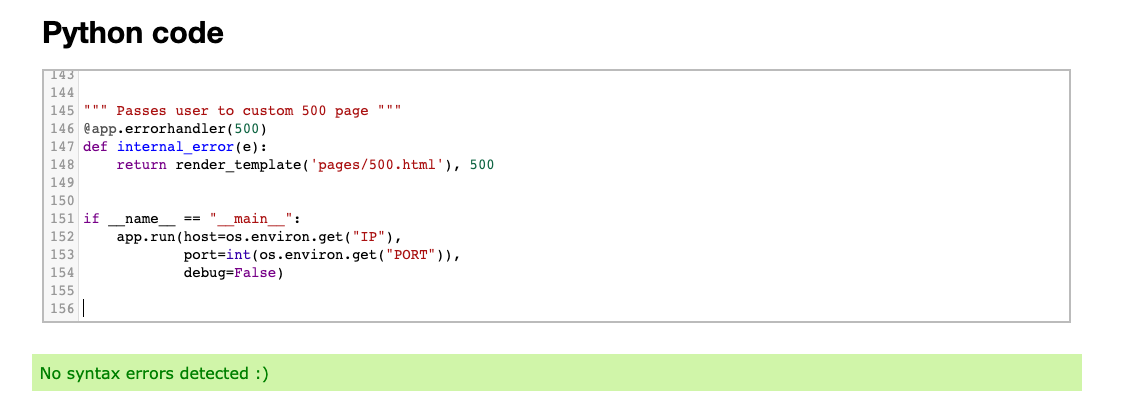 Python code
143
144
145 """ Passes user to custom 500 page """
146 @app.errorhandler(500)
147 def internal_error(e):
148     return render_template('pages/500.html'), 500
149
150
151 if __name__ == "__main__":
152     app.run(host=os.environ.get("IP"),
153             port=int(os.environ.get("PORT")),
154             debug=False)
155
156
No syntax errors detected :)